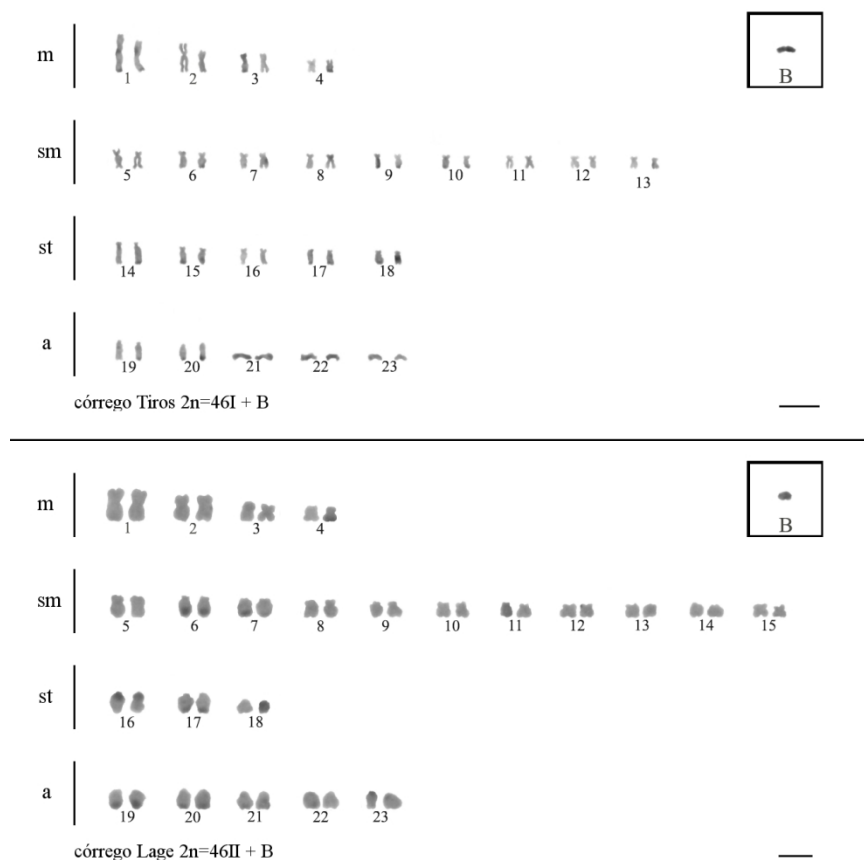 m
1 2 3 4
B
sm
5 6 7 8 9 10 11 12 13
st
14 15 16 17 18
a
19 20 21 22 23
córrego Tiros 2n=46I + B
m
1 2 3 4
B
sm
5 6 7 8 9 10 11 12 13 14 15
st
16 17 18
a
19 20 21 22 23
córrego Lage 2n=46II + B